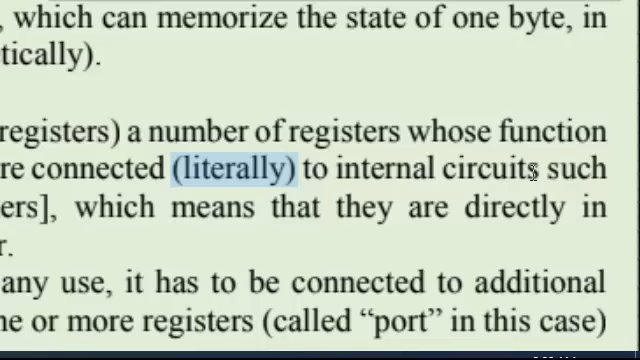 , which can memorize the state of one byte, in
tically).
registers) a number of registers whose function
re connected (literally) to internal circuits such
ers], which means that they are directly in
r.
any use, it has to be connected to additional
ne or more registers (called “port” in this case)